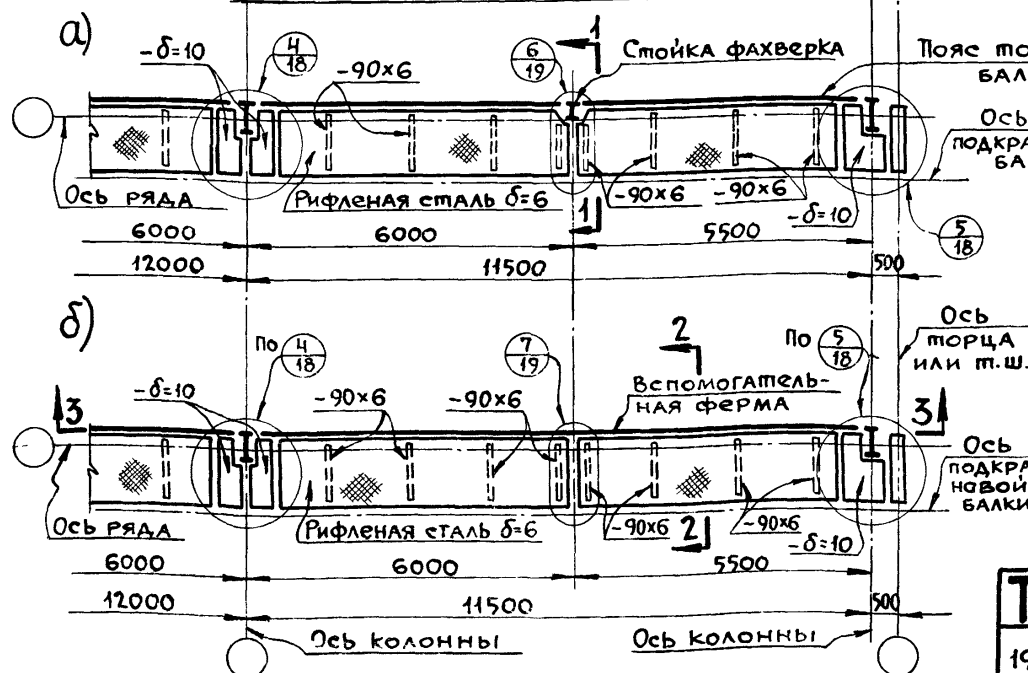 а)
-δ=10
4
18
-90×6
6
19
1
Стойка фахверка
Пояс то
бал
Ось
подкра
ба
Ось ряда
Рифленая сталь δ=6
1
-90×6
-90×6
-δ=10
5
18
6000
6000
5500
12000
11500
500
б)
По 4
18
7
19
2
По 5
18
Ось
торца
или т.ш.
3
-δ=10
-90×6
-90×6
Вспомогатель-
ная ферма
3
Ось
подкра
новой
балки
Ось ряда
Рифленая сталь δ=6
-90×6
2
-90×6
-δ=10
6000
6000
5500
12000
11500
500
Ось колонны
Ось колонны
Т
19